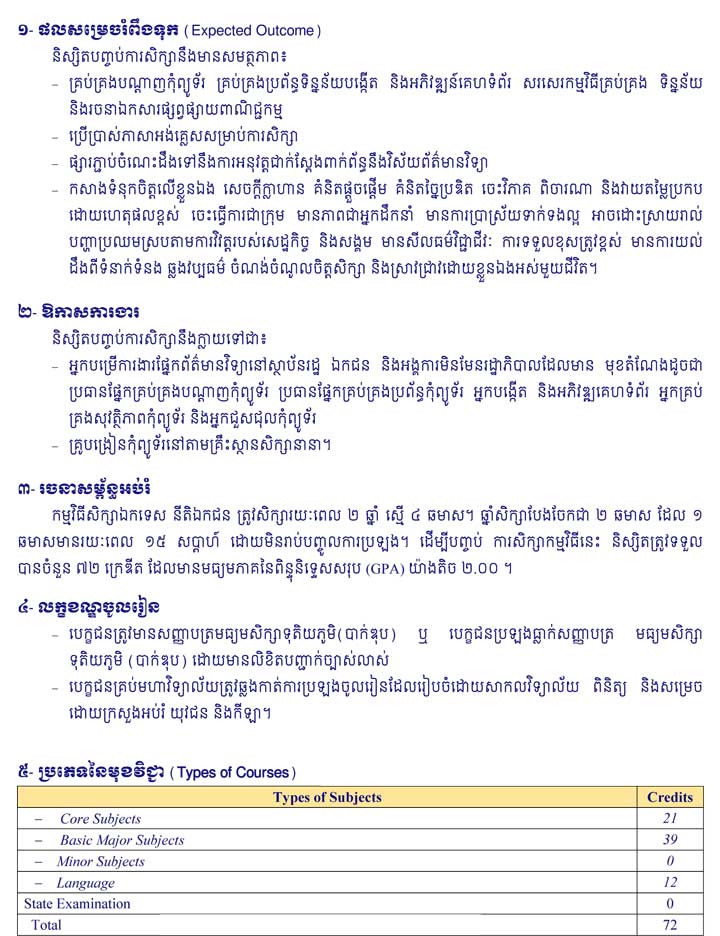 ១- ផលសម្រេចរំពឹងទុក (Expected Outcome)
និស្សិតបញ្ចប់ការសិក្សានឹងមានសមត្ថភាព៖
– គ្រប់គ្រងបណ្តាញកុំព្យូទ័រ គ្រប់គ្រងប្រព័ន្ធទិន្នន័យបង្កើត និងអភិវឌ្ឍន៍គេហទំព័រ សរសេរកម្មវិធីគ្រប់គ្រង ទិន្នន័យ
និងរចនាឯកសារផ្សព្វផ្សាយពាណិជ្ជកម្ម
– ប្រើប្រាស់ភាសាអង់គ្លេសសម្រាប់ការសិក្សា
– ផ្សារភ្ជាប់ចំណេះដឹងទៅនឹងការអនុវត្តជាក់ស្តែងពាក់ព័ន្ធនឹងវិស័យព័ត៌មានវិទ្យា
– កសាងទំនុកចិត្តលើខ្លួនឯង សេចក្តីក្លាហាន គំនិតផ្តួចផ្តើម គំនិតច្នៃប្រឌិត ចេះវិភាគ ពិចារណា និងវាយតម្លៃប្រកប
ដោយហេតុផលខ្ពស់ ចេះធ្វើការជាក្រុម មានភាពជាអ្នកដឹកនាំ មានការប្រាស្រ័យទាក់ទងល្អ អាចដោះស្រាយរាល់
បញ្ហាប្រឈមស្របតាមការវិវត្តរបស់សេដ្ឋកិច្ច និងសង្គម មានសីលធម៌វិជ្ជាជីវៈ ការទទួលខុសត្រូវខ្ពស់ មានការយល់
ដឹងពីទំនាក់ទំនង ឆ្លងវប្បធម៌ ចំណង់ចំណូលចិត្តសិក្សា និងស្រាវជ្រាវដោយខ្លួនឯងអស់មួយជីវិត។
២- ឱកាសការងារ
និស្សិតបញ្ចប់ការសិក្សានឹងក្លាយទៅជា៖
– អ្នកបម្រើការងារផ្នែកព័ត៌មានវិទ្យានៅស្ថាប័នរដ្ឋ ឯកជន និងអង្គការមិនមែនរដ្ឋាភិបាលដែលមាន មុខតំណែងដូចជា
ប្រធានផ្នែកគ្រប់គ្រងបណ្តាញកុំព្យូទ័រ ប្រធានផ្នែកគ្រប់គ្រងប្រព័ន្ធកុំព្យូទ័រ អ្នកបង្កើត និងអភិវឌ្ឍគេហទំព័រ អ្នកគ្រប់
គ្រងសុវត្ថិភាពកុំព្យូទ័រ និងអ្នកជួសជុលកុំព្យូទ័រ
– គ្រូបង្រៀនកុំព្យូទ័រនៅតាមគ្រឹះស្ថានសិក្សានានា។
៣- រចនាសម្ព័ន្ធអប់រំ
កម្មវិធីសិក្សាឯកទេស នីតិឯកជន ត្រូវសិក្សារយៈពេល ២ ឆ្នាំ ស្មើ ៤ ឆមាស។ ឆ្នាំសិក្សាបែងចែកជា ២ ឆមាស ដែល ១
ឆមាសមានរយៈពេល ១៥ សប្តាហ៍ ដោយមិនរាប់បញ្ចូលការប្រឡង។ ដើម្បីបញ្ចប់ ការសិក្សាកម្មវិធីនេះ និស្សិតត្រូវទទួល
បានចំនួន ៧២ ក្រេឌីត ដែលមានមធ្យមភាគនៃពិន្ទុនិទ្ទេសសរុប (GPA) យ៉ាងតិច ២.០០ ។
៤- លក្ខខណ្ឌចូលរៀន
– បេក្ខជនត្រូវមានសញ្ញាបត្រមធ្យមសិក្សាទុតិយភូមិ(បាក់ឌុប) ឬ បេក្ខជនប្រឡងធ្លាក់សញ្ញាបត្រ មធ្យមសិក្សា
ទុតិយភូមិ (បាក់ឌុប) ដោយមានលិខិតបញ្ជាក់ច្បាស់លាស់
– បេក្ខជនគ្រប់មហាវិទ្យាល័យត្រូវឆ្លងកាត់ការប្រឡងចូលរៀនដែលរៀបចំដោយសាកលវិទ្យាល័យ ពិនិត្យ និងសម្រេច
ដោយក្រសួងអប់រំ យុវជន និងកីឡា។
៥- ប្រភេទនៃមុខវិជ្ជា (Types of Courses)
Types of Subjects Credits
– Core Subjects 21
– Basic Major Subjects 39
– Minor Subjects 0
– Language 12
State Examination 0
Total 72